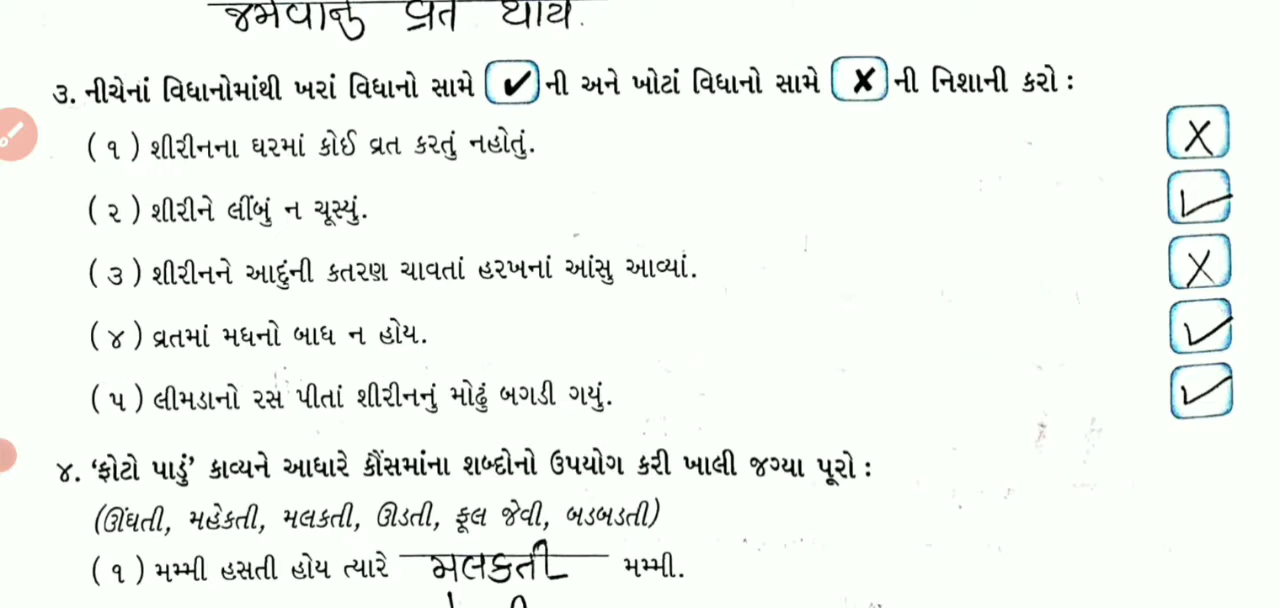 જમવાનું વ્રત થાય.
૩. નીચેનાં વિધાનોમાંથી ખરાં વિધાનો સામે ✔ ની અને ખોટાં વિધાનો સામે ✘ ની નિશાની કરો :
(૧) શીરીનના ઘરમાં કોઈ વ્રત કરતું નહોતું. X
(૨) શીરીને લીંબું ન ચૂસ્યું. ✓
(૩) શીરીનને આદુંની કતરણ ચાવતાં હરખનાં આંસુ આવ્યાં. X
(૪) વ્રતમાં મધનો બાધ ન હોય. ✓
(૫) લીમડાનો રસ પીતાં શીરીનનું મોઢું બગડી ગયું. ✓
૪. ‘ફોટો પાડું’ કાવ્યને આધારે કૌંસમાંના શબ્દોનો ઉપયોગ કરી ખાલી જગ્યા પૂરો :
(ઊંઘતી, મહેકતી, મલકતી, ઊડતી, ફૂલ જેવી, બડબડતી)
(૧) મમ્મી હસતી હોય ત્યારે મલકતી મમ્મી.